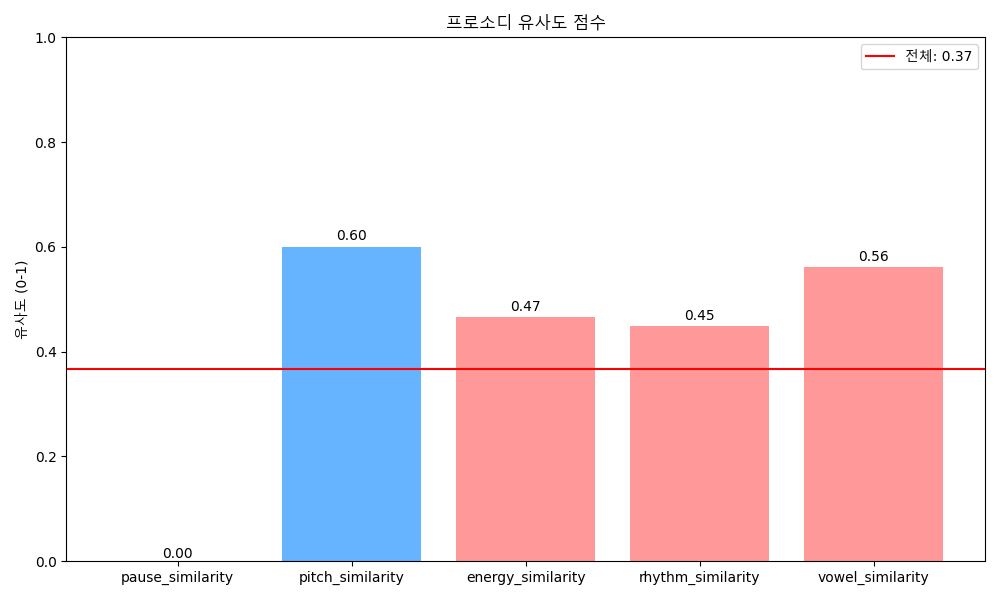 프로소디 유사도 점수
전체: 0.37
유사도 (0-1)
1.0
0.8
0.6
0.4
0.2
0.0
0.00
0.60
0.47
0.45
0.56
pause_similarity
pitch_similarity
energy_similarity
rhythm_similarity
vowel_similarity